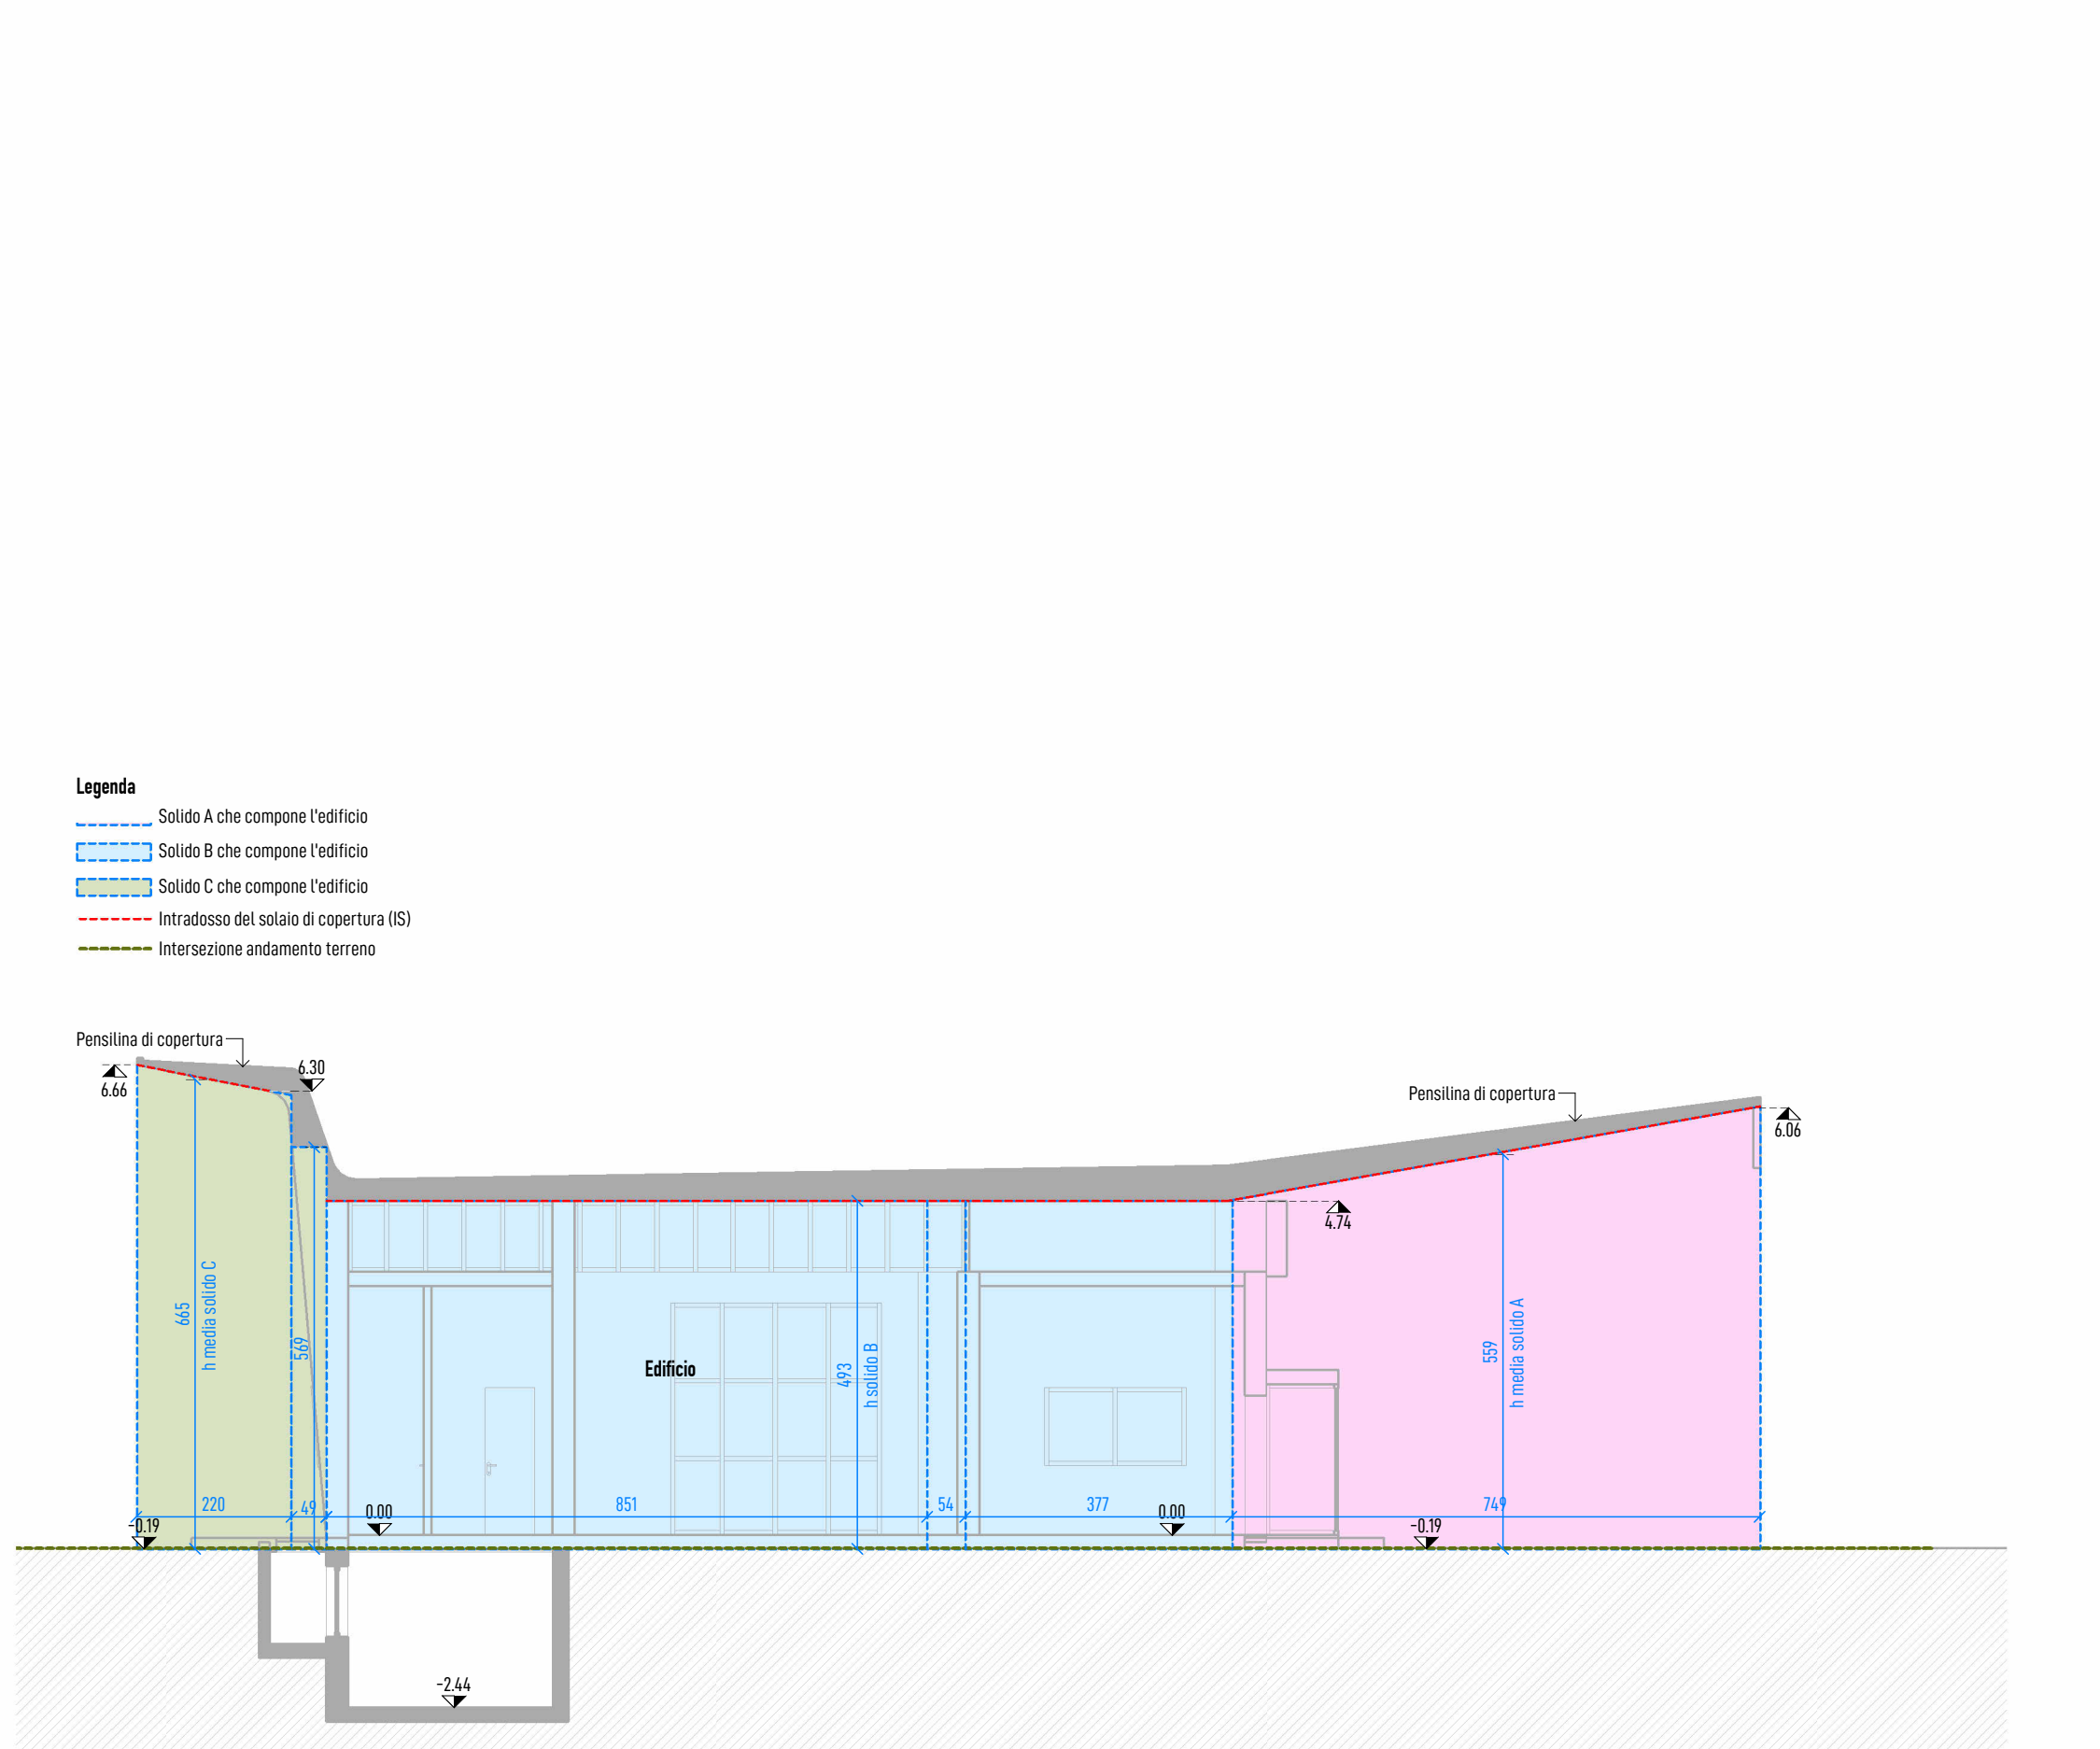 Legenda
Solido A che compone l'edificio
Solido B che compone l'edificio
Solido C che compone l'edificio
Intradosso del solaio di copertura (IS)
Intersezione andamento terreno
Pensilina di copertura
6.30
6.66
Pensilina di copertura
6.06
4.74
665
h media solido C
569
Edificio
493
h solido B
559
h media solido A
220
49
851
54
377
749
-0.19
0.00
0.00
-0.19
-2.44